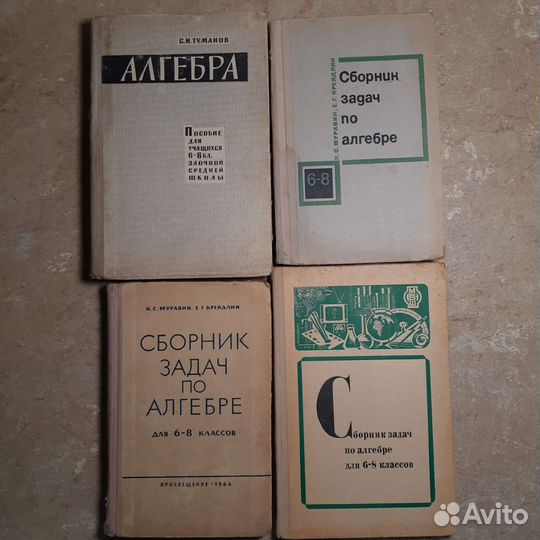 С.И.ТУМАНОВ
АЛГЕБРА
ПОСОБИЕ
ДЛЯ
УЧАЩИХСЯ
6-8 КЛ.
ЗАОЧНОЙ
СРЕДНЕЙ
ШКОЛЫ
К.С.МУРАВИН, Е.Г.КРЕЙДЛИН
Сборник
задач
по
алгебре
6-8
К.С.МУРАВИН, Е.Г.КРЕЙДЛИН
СБОРНИК
ЗАДАЧ
ПО
АЛГЕБРЕ
ДЛЯ 6-8 КЛАССОВ
ПРОСВЕЩЕНИЕ-1964
Сборник задач
по алгебре
для 6-8 классов
Avito